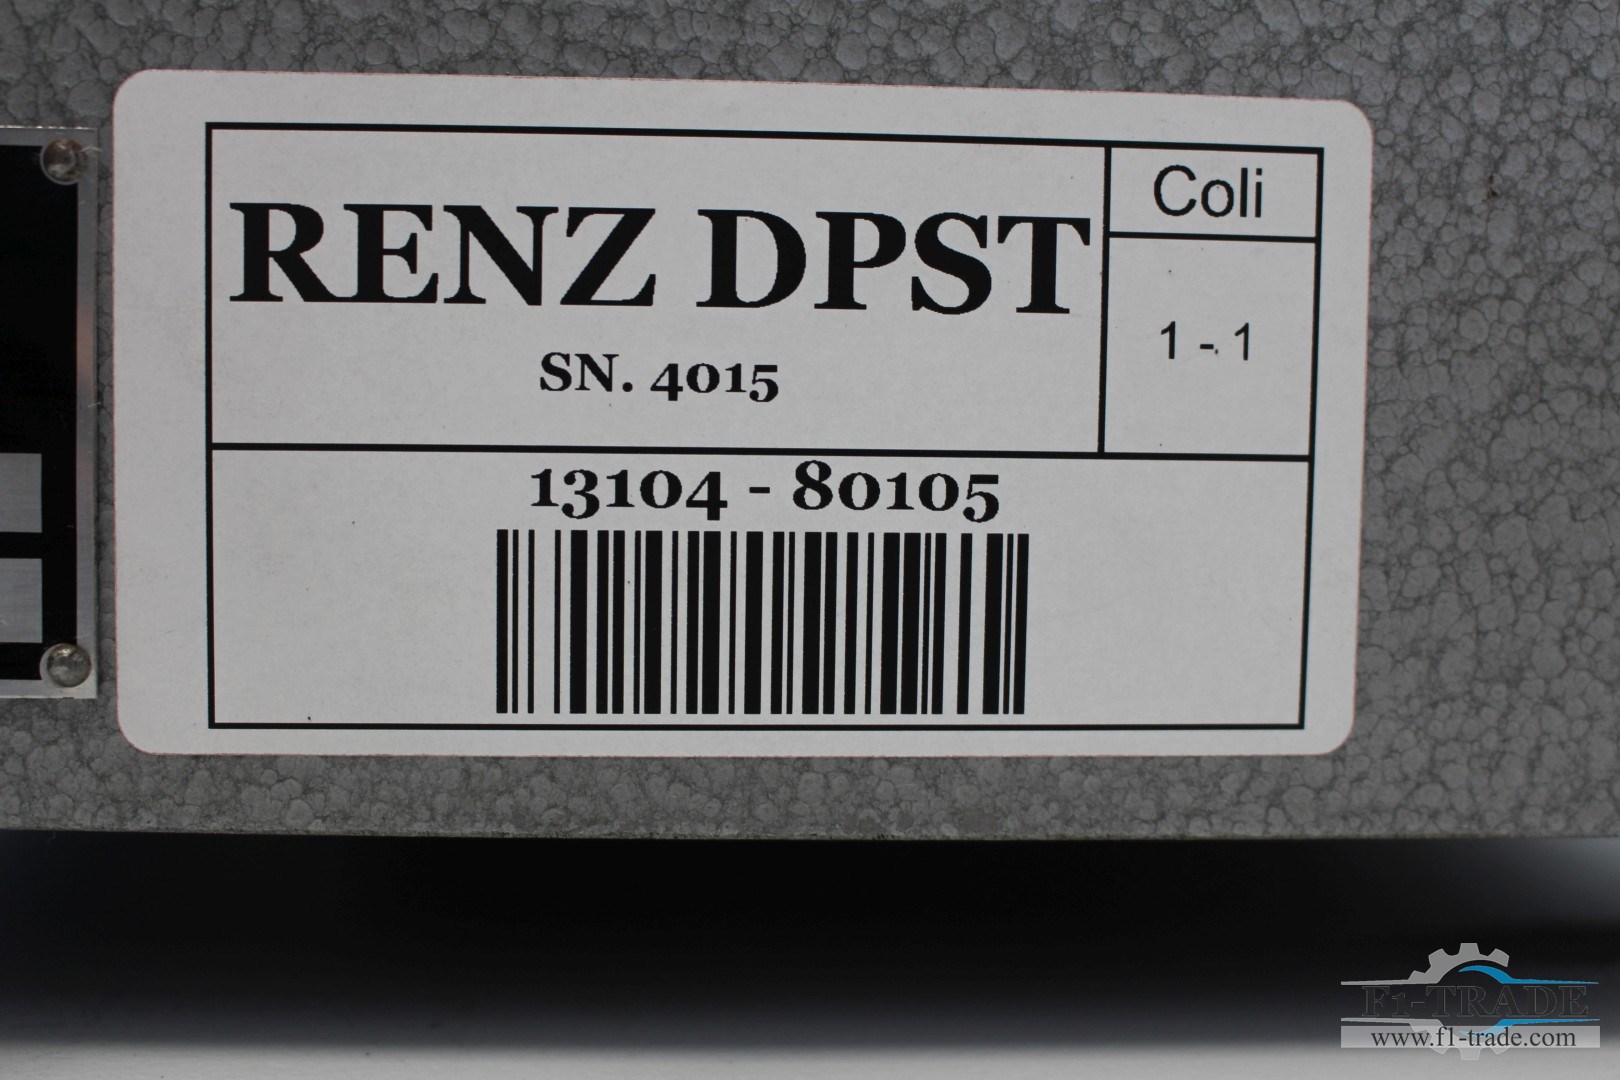 RENZ DPST
SN. 4015
Coli
1 - 1
13104 - 80105
F1-TRADE
www.f1-trade.com